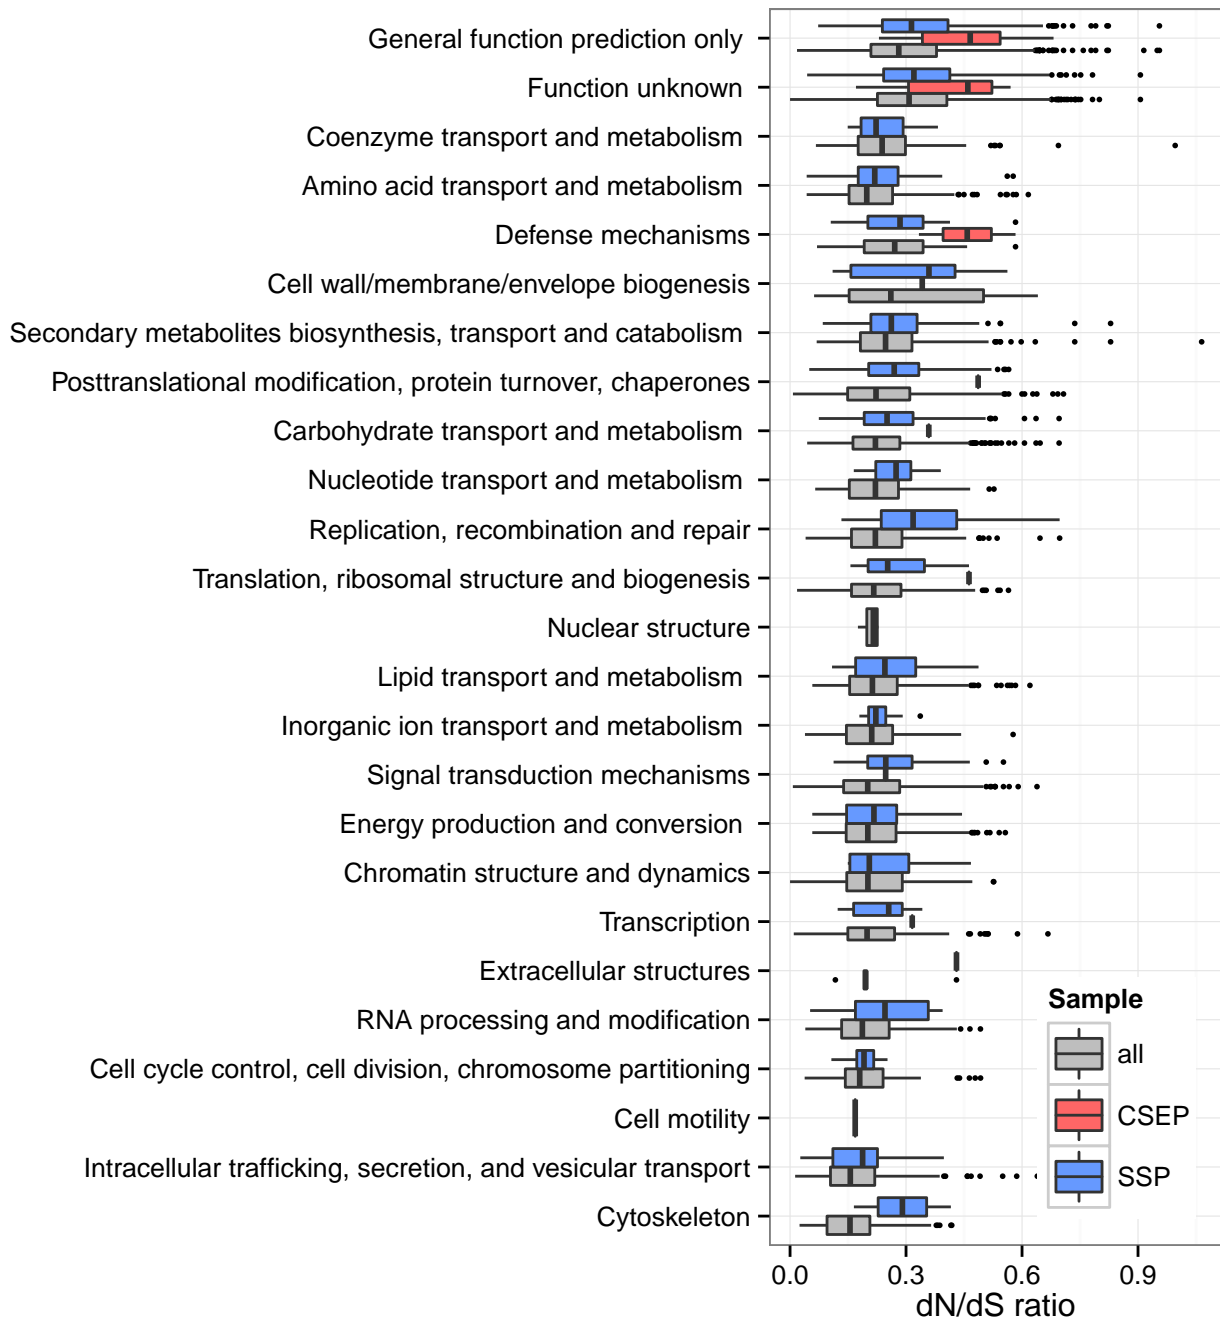 General function prediction only
Function unknown
Coenzyme transport and metabolism
Amino acid transport and metabolism
Defense mechanisms
Cell wall/membrane/envelope biogenesis
Secondary metabolites biosynthesis, transport and catabolism
Posttranslational modification, protein turnover, chaperones
Carbohydrate transport and metabolism
Nucleotide transport and metabolism
Replication, recombination and repair
Translation, ribosomal structure and biogenesis
Nuclear structure
Lipid transport and metabolism
Inorganic ion transport and metabolism
Signal transduction mechanisms
Energy production and conversion
Chromatin structure and dynamics
Transcription
Extracellular structures
RNA processing and modification
Cell cycle control, cell division, chromosome partitioning
Cell motility
Intracellular trafficking, secretion, and vesicular transport
Cytoskeleton
Sample
all
CSEP
SSP
0.0 0.3 0.6 0.9
dN/dS ratio